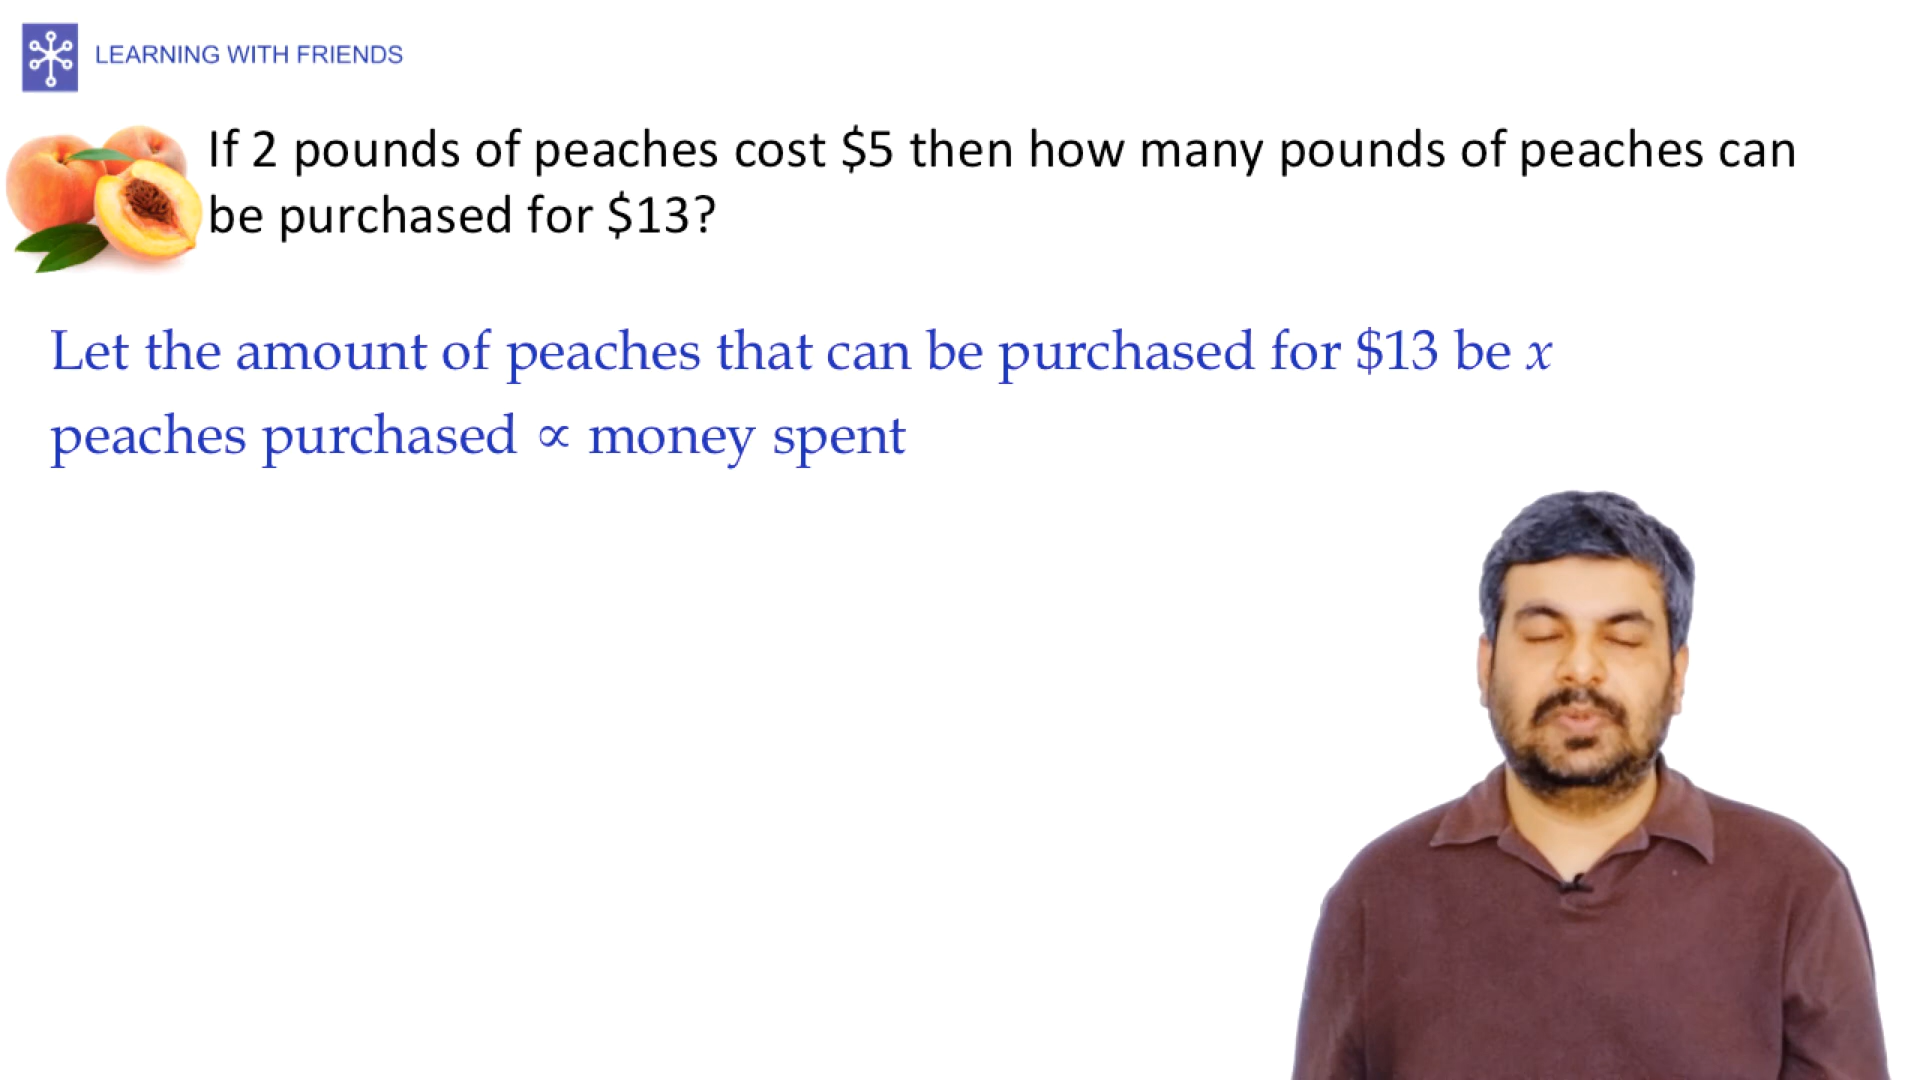 LEARNING WITH FRIENDS
If 2 pounds of peaches cost $5 then how many pounds of peaches can
be purchased for $13?
Let the amount of peaches that can be purchased for $13 be x
peaches purchased ∝ money spent